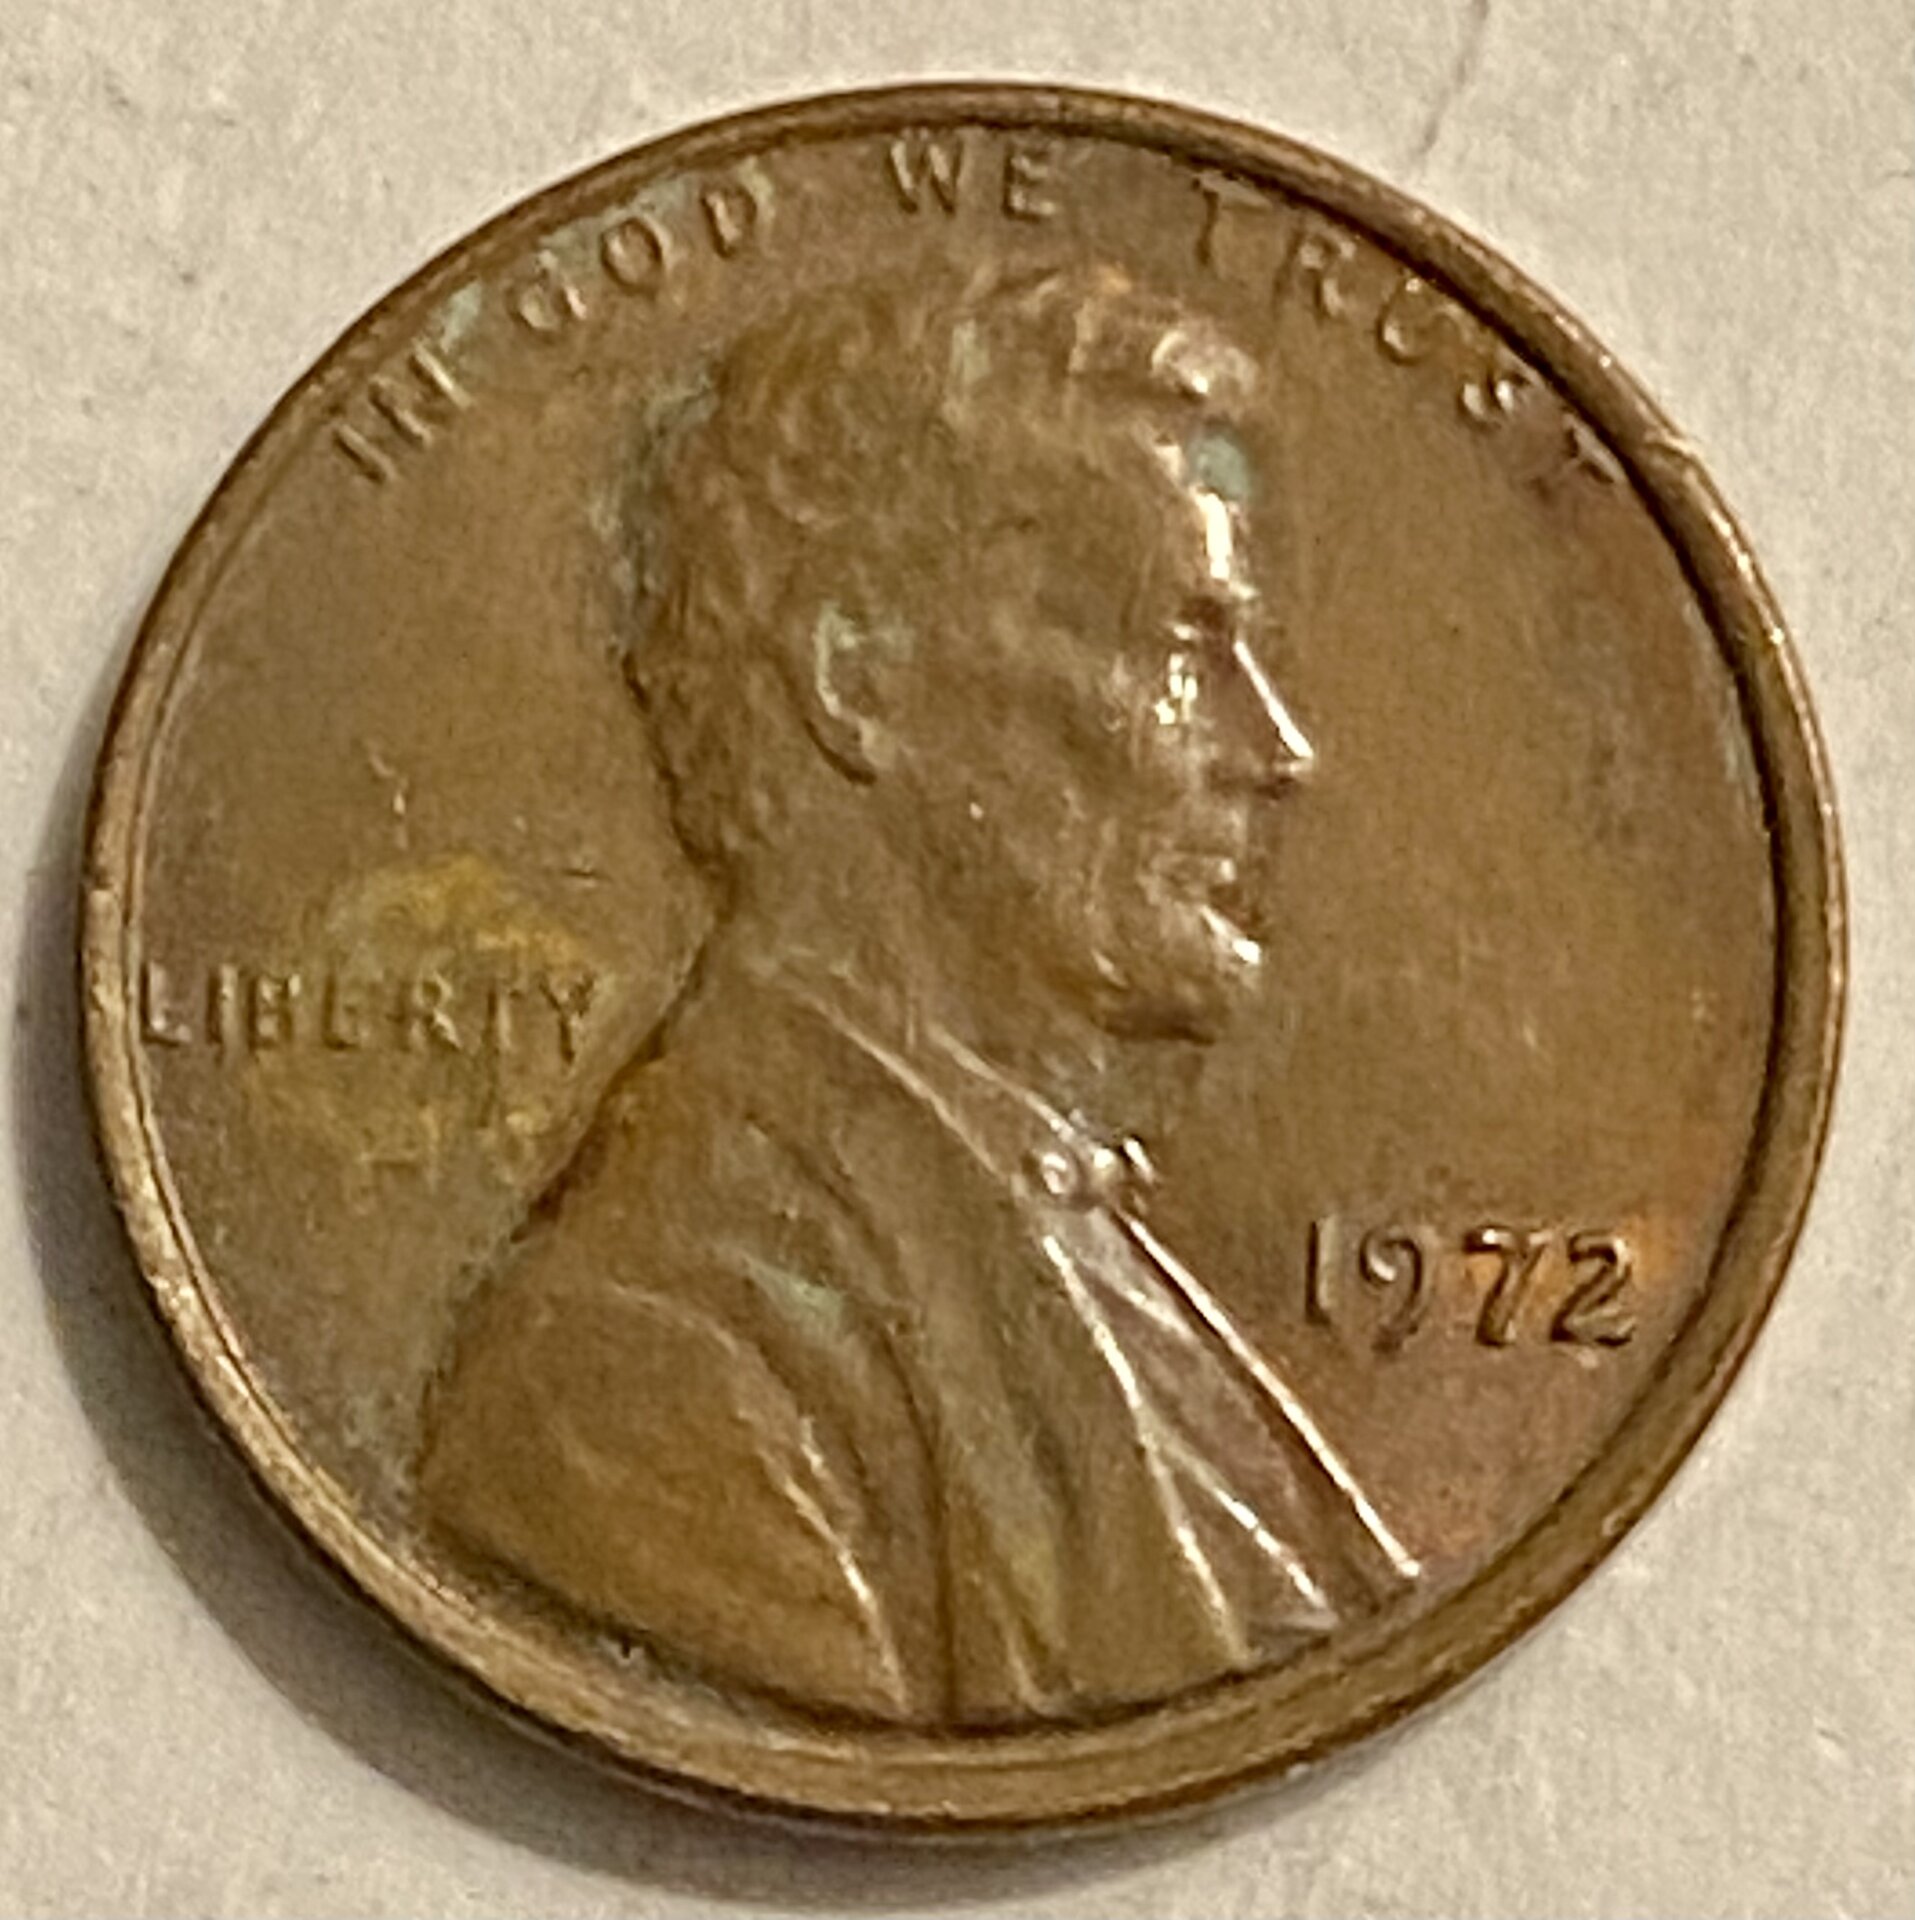 IN GOD WE TRUST
LIBERTY
1972